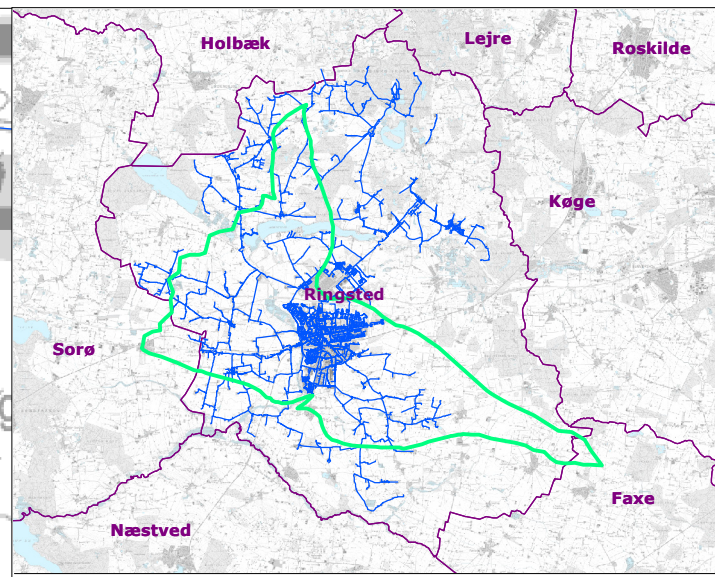 Holbæk
Lejre
Roskilde
Køge
Ringsted
Sorø
Faxe
Næstved